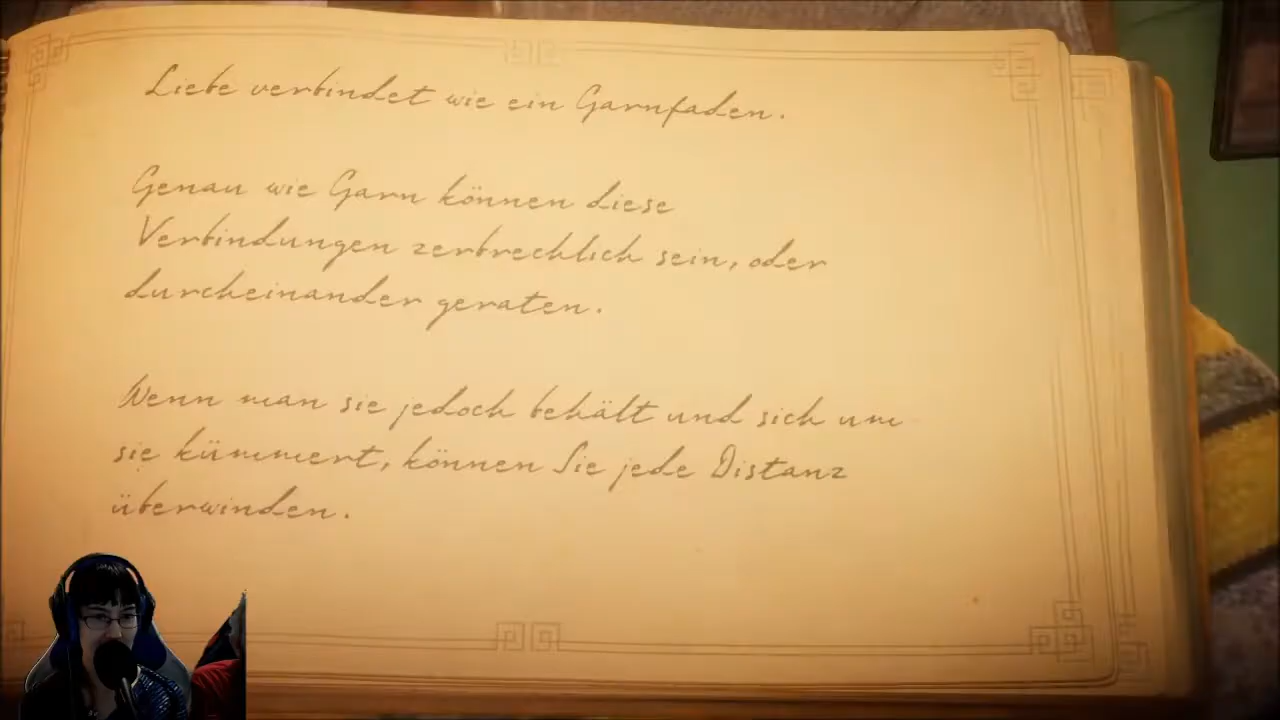 Liebe verbindet wie ein Garnfaden.
Genau wie Garn können diese
Verbindungen zerbrechlich sein, oder
durcheinander geraten.
Wenn man sie jedoch behält und sich um
sie kümmert, können Sie jede Distanz
überwinden.